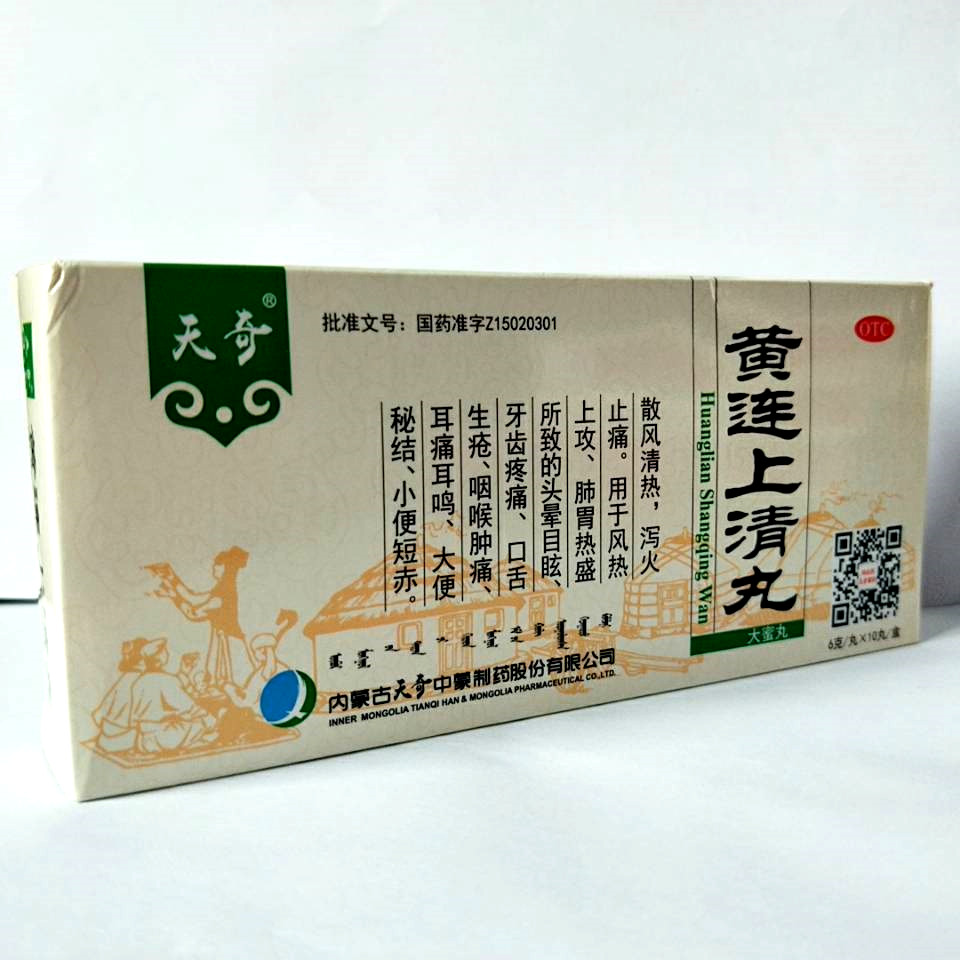 天奇®
批准文号：国药准字Z15020301
OTC
黄连上清丸
Huanglian Shangqing Wan
大蜜丸
6克/丸×10丸/盒
散风清热，泻火
止痛。用于风热
上攻、肺胃热盛
所致的头晕目眩、
牙齿疼痛、口舌
生疮、咽喉肿痛、
耳痛耳鸣、大便
秘结、小便短赤。
内蒙古天奇中蒙制药股份有限公司
INNER MONGOLIA TIANQI HAN & MONGOLIA PHARMACEUTICAL CO.,LTD.